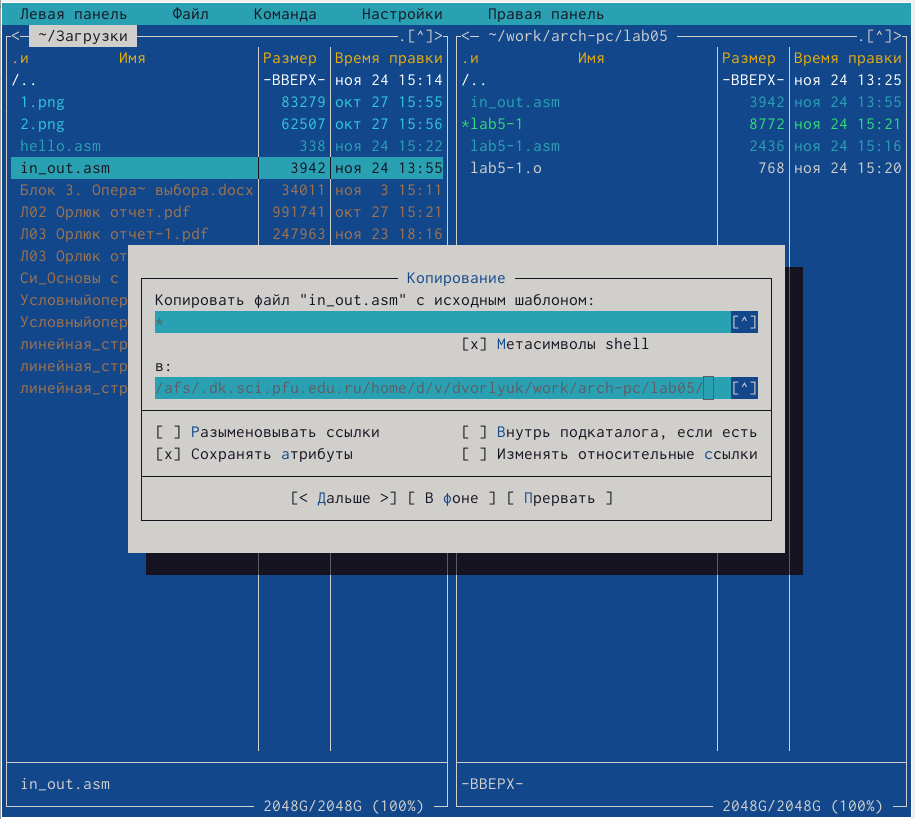 Левая панель Файл Команда Настройки Правая панель
<─ ~/Загрузки .[^]> <─ ~/work/arch-pc/lab05 .[^]>
.и Имя Размер Время правки .и Имя Размер Время правки
/.. -ВВЕРХ- ноя 24 15:14 /.. -ВВЕРХ- ноя 24 13:25
1.png 83279 окт 27 15:55 in_out.asm 3942 ноя 24 13:55
2.png 62507 окт 27 15:56 *lab5-1 8772 ноя 24 15:21
hello.asm 338 ноя 24 15:22 lab5-1.asm 2436 ноя 24 15:16
in_out.asm 3942 ноя 24 13:55 lab5-1.o 768 ноя 24 15:20
Блок 3. Опера~ выбора.docx 34011 ноя 3 15:11
Л02 Орлюк отчет.pdf 991741 окт 27 15:21
Л03 Орлюк отчет-1.pdf 247963 ноя 23 18:16
Л03 Орлюк от
Си_Основы с
Условныйопер
Условныйопер
линейная_стр
линейная_стр
линейная_стр
Копирование
Копировать файл "in_out.asm" с исходным шаблоном:
* [^]
[x] Метасимволы shell
в:
/afs/.dk.sci.pfu.edu.ru/home/d/v/dvorlyuk/work/arch-pc/lab05/ [^]
[ ] Разыменовывать ссылки [ ] Внутрь подкаталога, если есть
[x] Сохранять атрибуты [ ] Изменять относительные ссылки
[< Дальше >] [ В фоне ] [ Прервать ]
in_out.asm -ВВЕРХ-
2048G/2048G (100%) 2048G/2048G (100%)